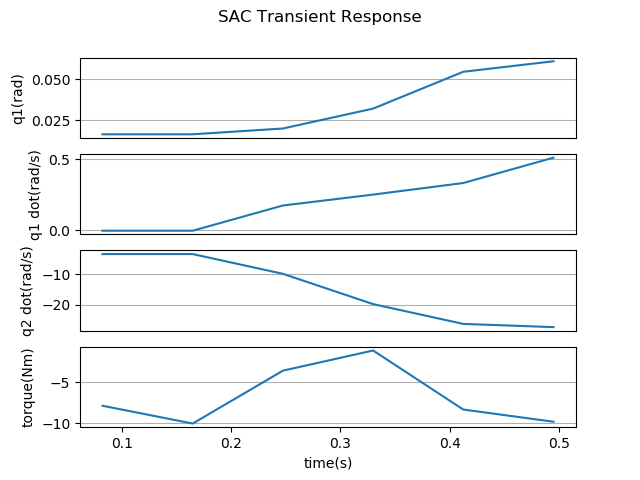 SAC Transient Response
q1(rad)
0.050
0.025
q1 dot(rad/s)
0.5
0.0
q2 dot(rad/s)
−10
−20
torque(Nm)
−5
−10
0.1 0.2 0.3 0.4 0.5
time(s)